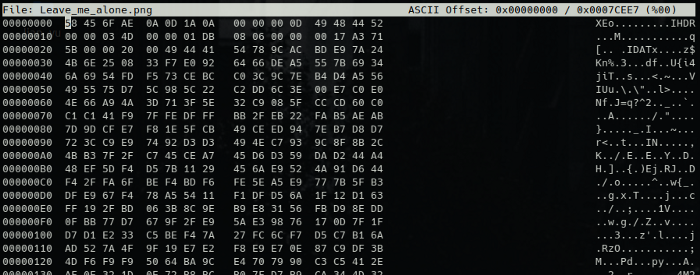 File: Leave_me_alone.png ASCII Offset: 0x00000000 / 0x0007CEE7 (%00)
00000000 58 45 6F AE 0A 0D 1A 0A 00 00 00 0D 49 48 44 52 XEo.........IHDR
00000010 00 00 03 4D 00 00 01 DB 08 06 00 00 00 17 A3 71 ...M...........q
00000020 5B 00 00 20 00 49 44 41 54 78 9C AC BD E9 7A 24 [.. .IDATx....z$
00000030 4B 6E 25 08 33 F7 E0 92 64 66 DE A5 55 7B 69 34 Kn%.3...df..U{i4
00000040 6A 69 54 FD F5 73 CE BC C0 3C 9C 7E B4 D4 A5 56 jiT..s...<.~...V
00000050 49 55 75 D7 5C 98 5C 22 C2 DD 6C 3E 00 E7 C0 E0 IUu.\.\"..l>....
00000060 4E 66 A9 4A 3D 71 3F 5E 32 C9 08 5F CC CD 60 C0 Nf.J=q?^2.._..`.
00000070 C1 C1 41 F9 7F FE DF FF BB 2F EB 22 FA B5 AE AB ..A....../."....
00000080 7D 9D CF E7 F8 1E 5F CB 49 CE ED 94 7E B7 D8 D7 }....._.I...~...
00000090 72 3C C9 E9 74 92 D3 D3 49 4E C7 93 9C 8F 8B 2C r<..t...IN.....,
000000A0 4B B3 7F 2F C7 45 CE A7 45 D6 D3 59 DA D2 44 A4 K../.E..E..Y..D.
000000B0 48 EF 5D F4 D5 7B 11 29 45 6A E9 52 4A 91 D6 44 H.]..{.)Ej.RJ..D
000000C0 F4 2F FA 6F BE F4 BD F6 FE 5E A5 E9 77 7B 5F B3 ./.o.....^..w{_.
000000D0 DF E9 67 F4 78 A5 54 11 F1 DF D5 6A 1F 12 D1 63 ..g.x.T....j...c
000000E0 FF 19 2F BD 06 3B 8C 9E B9 E8 31 56 FB D9 8E DD ../..;....1V....
000000F0 0F BB 77 D7 67 9F 2F E9 5A E3 98 76 17 0D 7F 1F ..w.g./.Z..v....
00000100 D7 D1 E2 33 C5 BE F4 7A 27 FC 6C F7 D5 C7 B1 6A ...3...z'.l....j
00000110 AD 52 7A 4F 9F 19 E7 E2 F8 E9 E7 0E 87 C9 DF 3B .RzO...........;
00000120 4D F6 F9 F9 50 64 BA 9C E4 70 79 90 C3 C5 41 2E M...Pd...py...A.